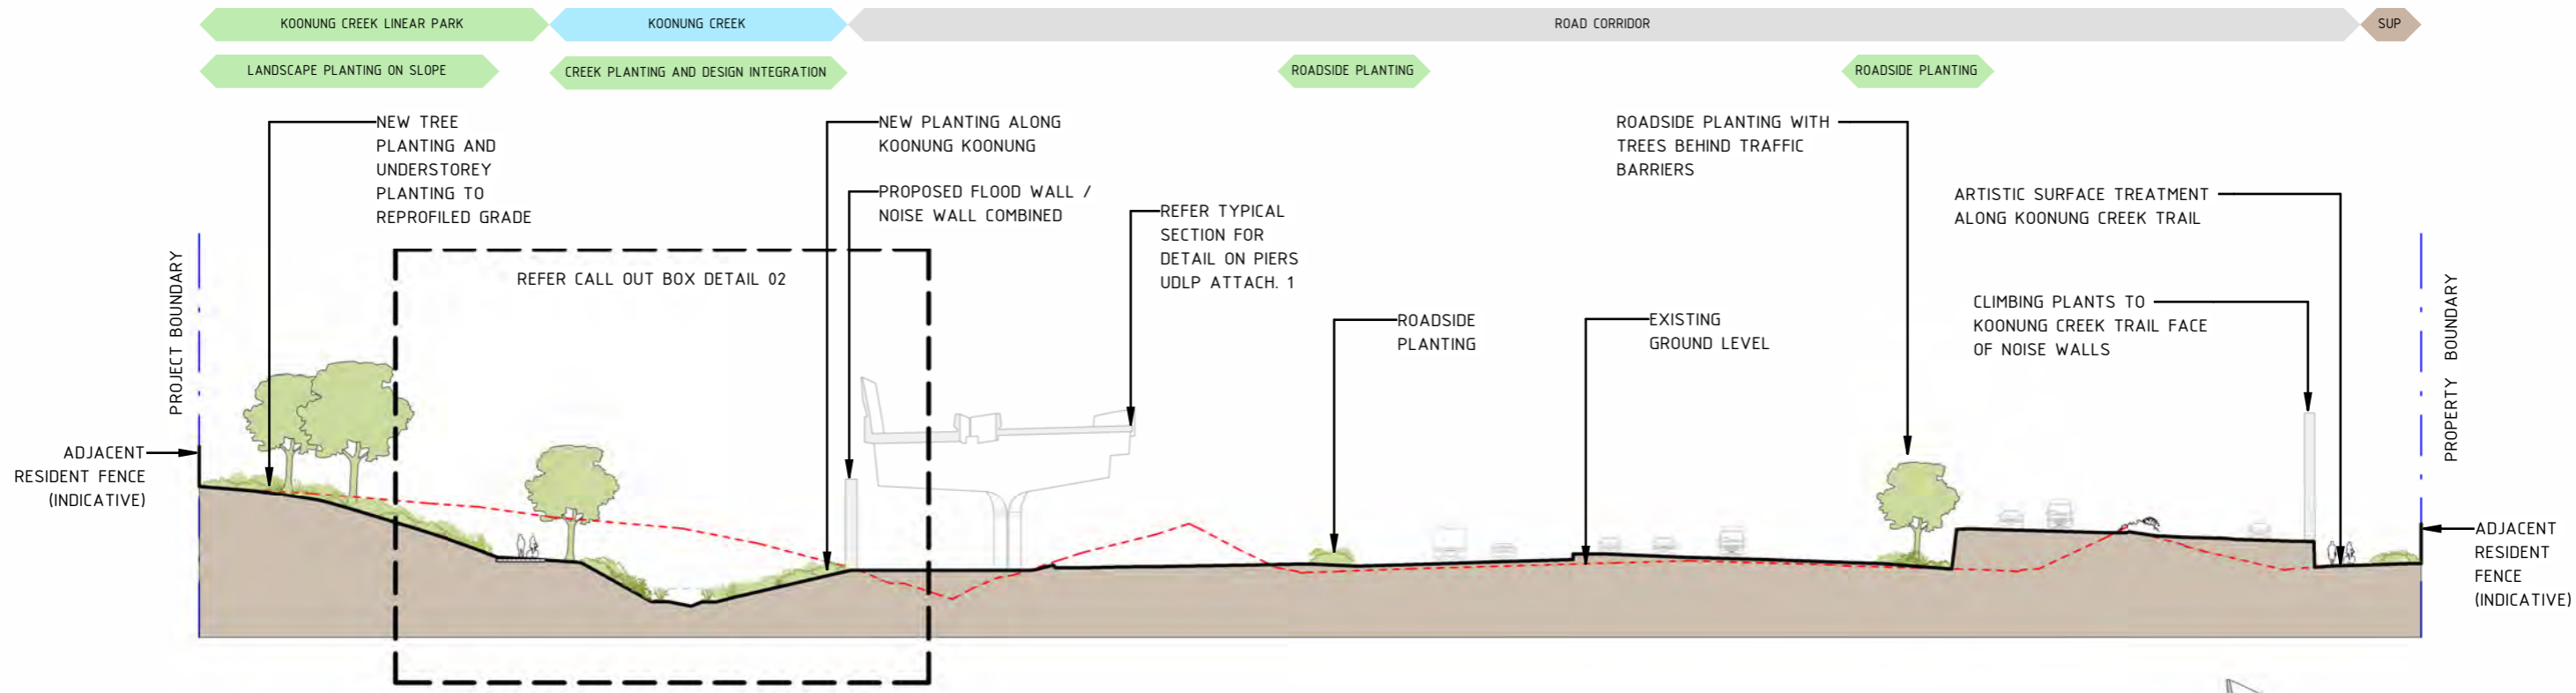 KOONUNG CREEK LINEAR PARK
KOONUNG CREEK
ROAD CORRIDOR
SUP
LANDSCAPE PLANTING ON SLOPE
CREEK PLANTING AND DESIGN INTEGRATION
ROADSIDE PLANTING
ROADSIDE PLANTING
NEW TREE
PLANTING AND
UNDERSTOREY
PLANTING TO
REPROFILED GRADE
NEW PLANTING ALONG
KOONUNG KOONUNG
PROPOSED FLOOD WALL /
NOISE WALL COMBINED
REFER TYPICAL
SECTION FOR
DETAIL ON PIERS
UDLP ATTACH. 1
ROADSIDE PLANTING WITH
TREES BEHIND TRAFFIC
BARRIERS
ARTISTIC SURFACE TREATMENT
ALONG KOONUNG CREEK TRAIL
REFER CALL OUT BOX DETAIL 02
ROADSIDE
PLANTING
EXISTING
GROUND LEVEL
CLIMBING PLANTS TO
KOONUNG CREEK TRAIL FACE
OF NOISE WALLS
PROJECT BOUNDARY
PROPERTY BOUNDARY
ADJACENT
RESIDENT FENCE
(INDICATIVE)
ADJACENT
RESIDENT
FENCE
(INDICATIVE)